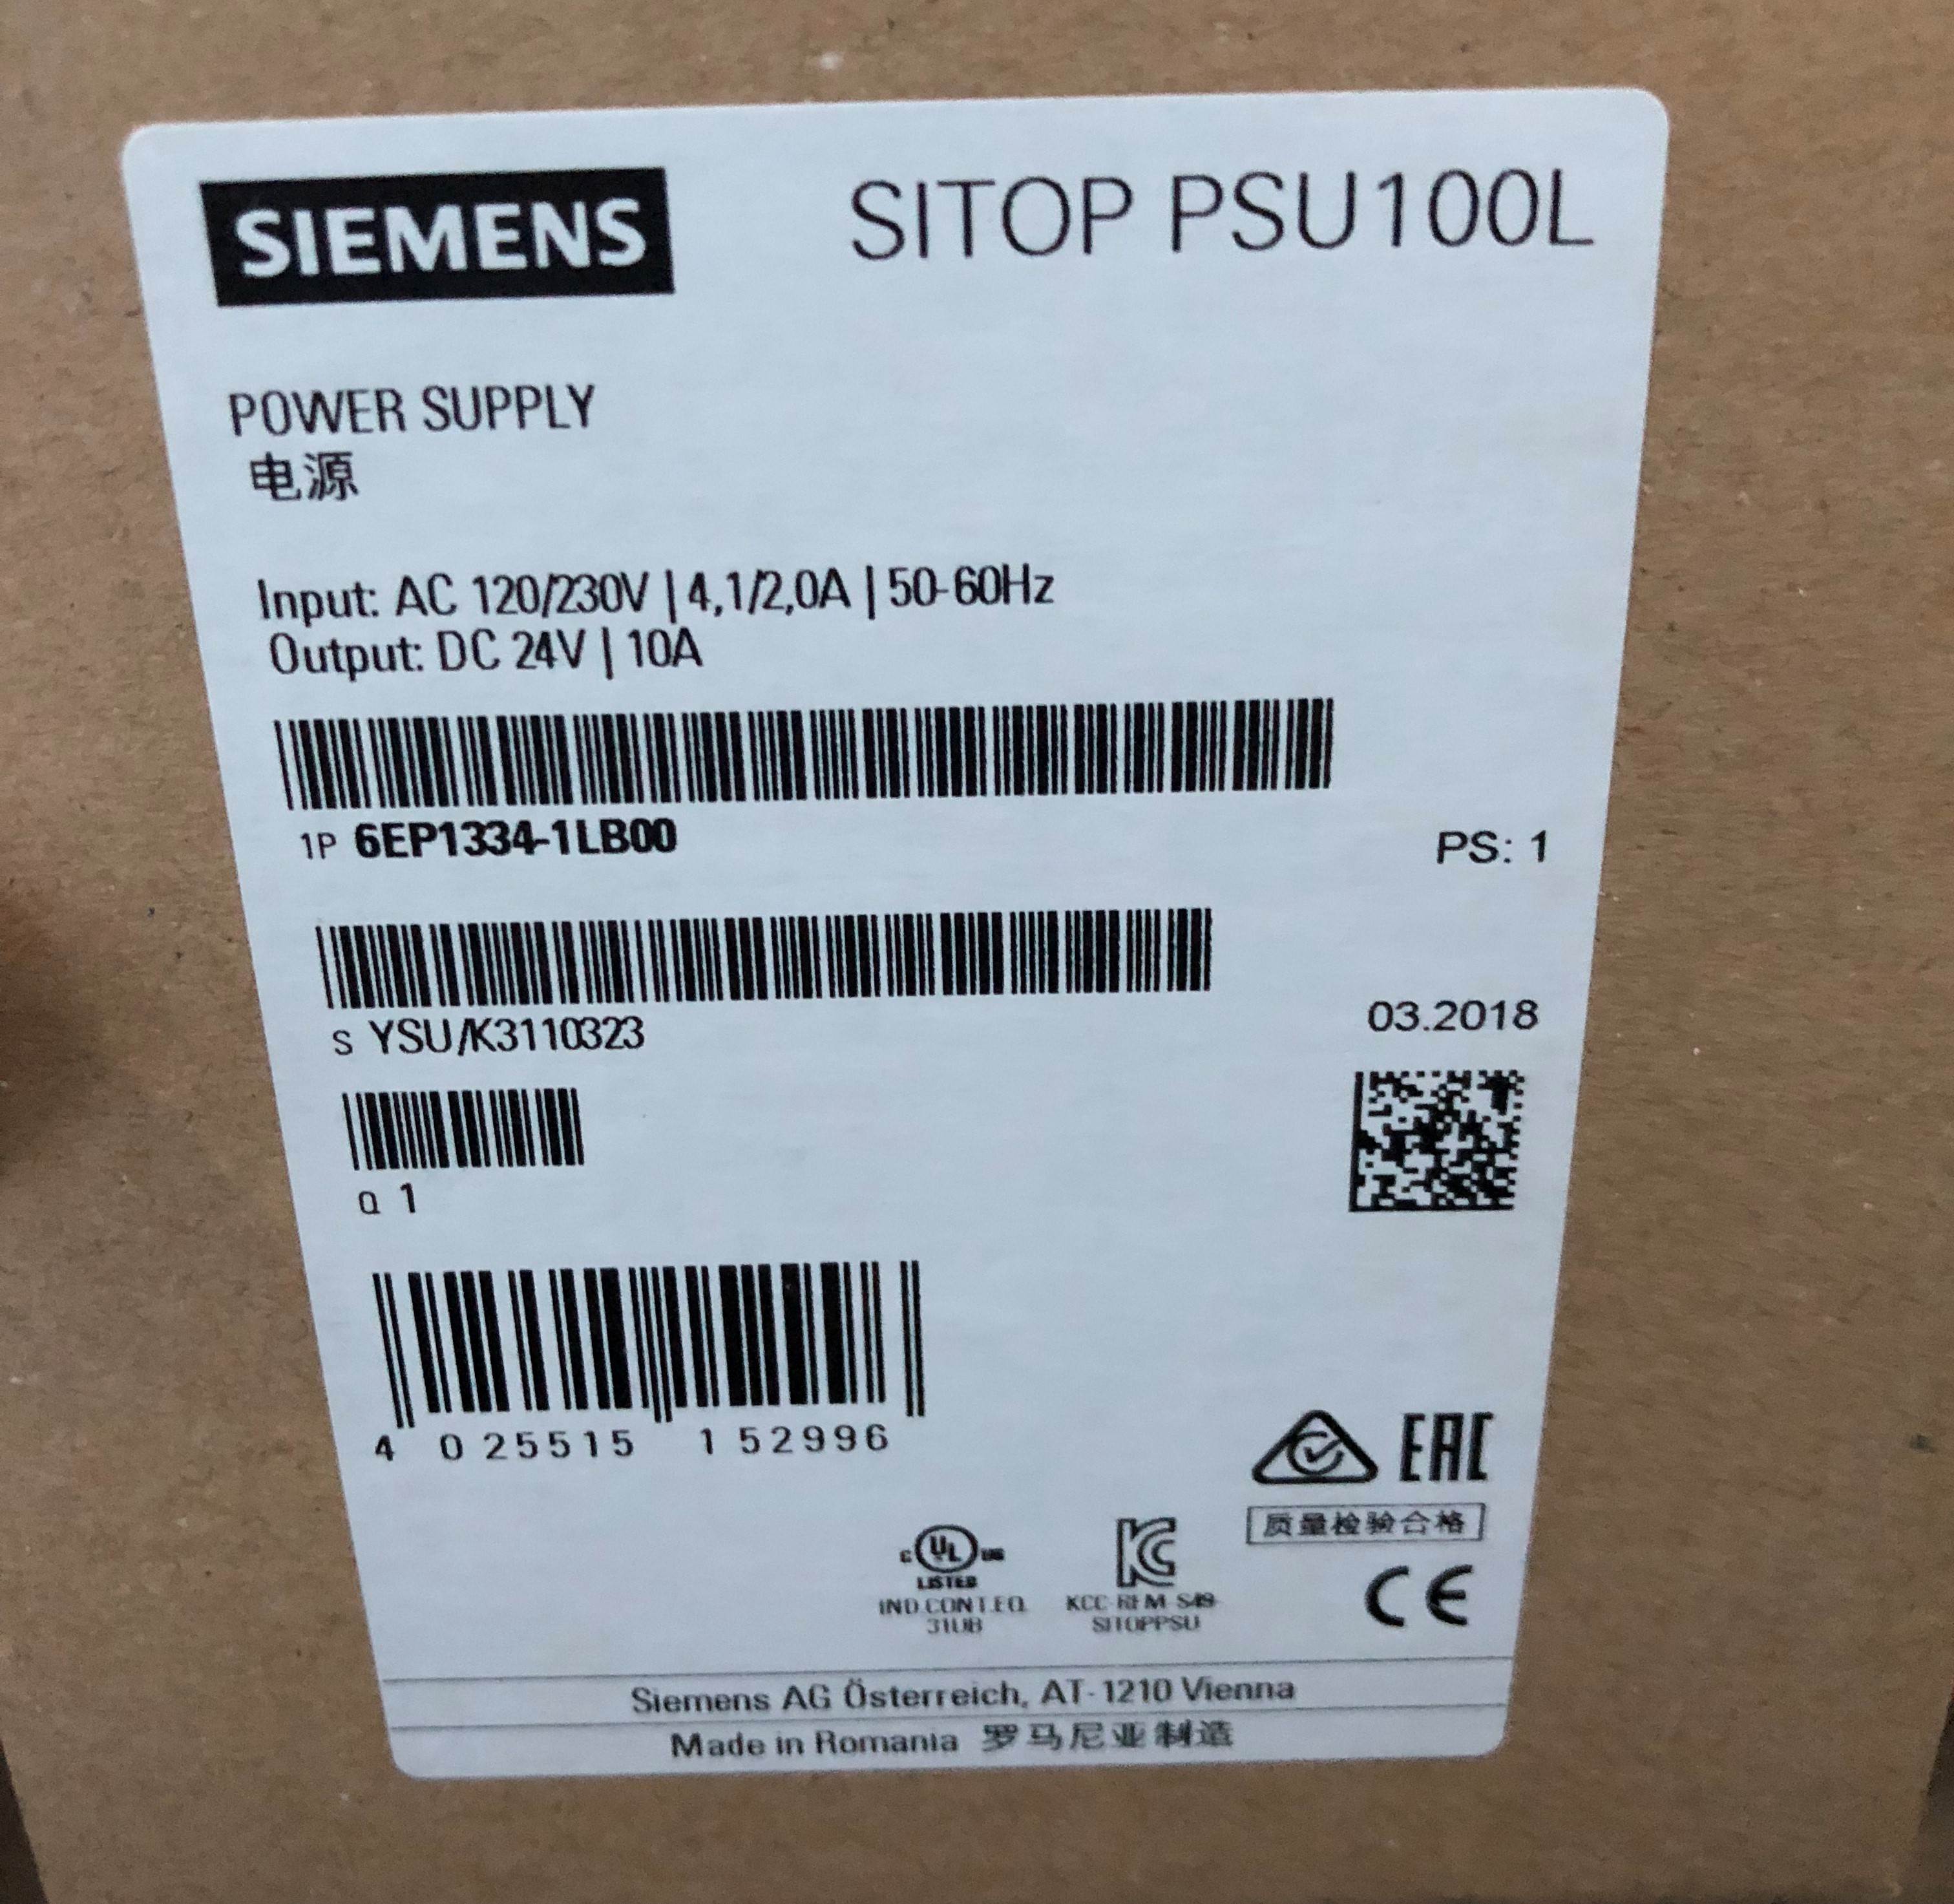 SIEMENS
SITOP PSU100L
POWER SUPPLY
电源
Input: AC 120/230V | 4,1/2,0A | 50-60Hz
Output: DC 24V | 10A
1P 6EP1334-1LB00
PS: 1
S YSU/K3110323
03.2018
Q 1
4 025515 152996
EAC
质量检验合格
C UL US
LISTED
IND.CONT.EQ.
31UB
KC
KCC-REM-S49-
SITOPPSU
CE
Siemens AG Österreich, AT-1210 Vienna
Made in Romania 罗马尼亚制造